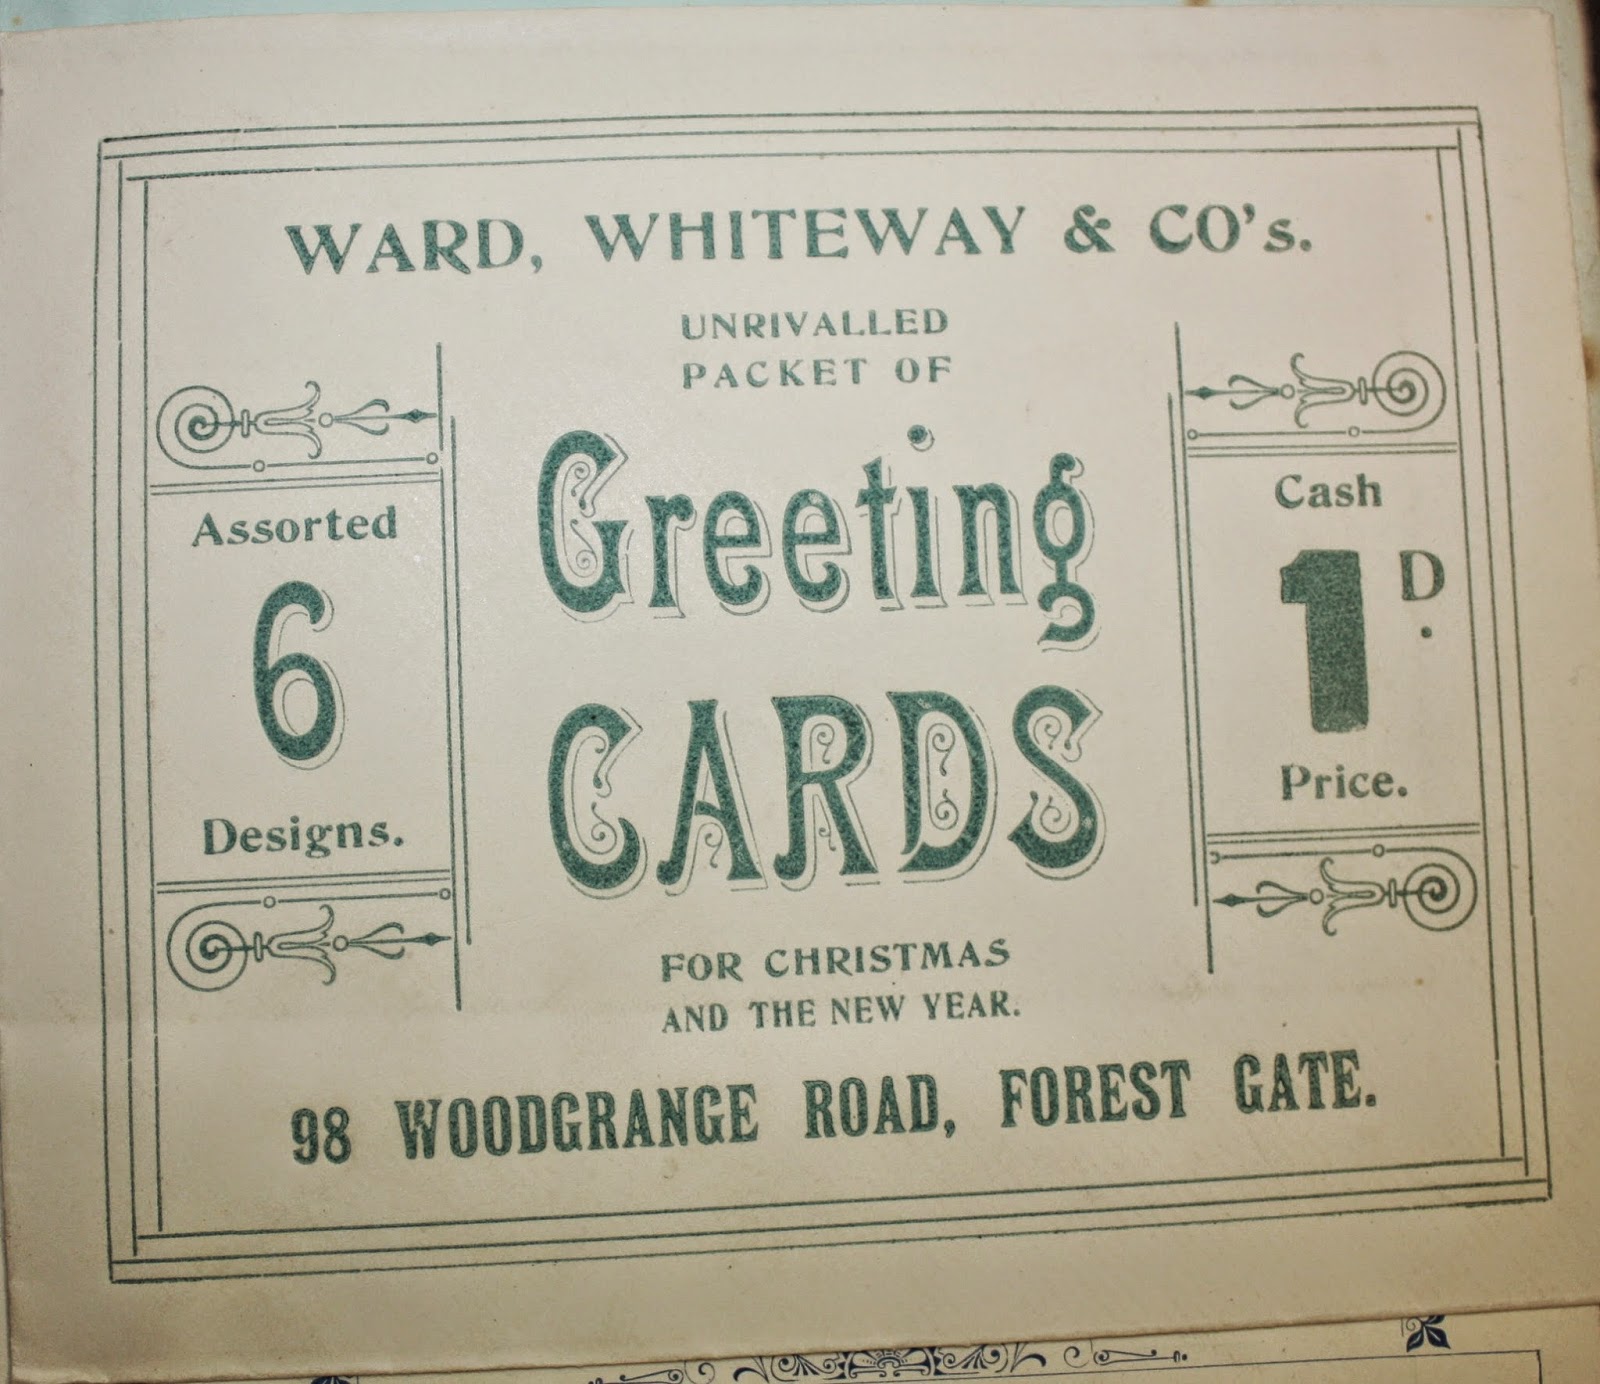 WARD, WHITEWAY & CO's.
UNRIVALLED
PACKET OF
Greeting
CARDS
Assorted
6
Designs.
Cash
1D.
Price.
FOR CHRISTMAS
AND THE NEW YEAR.
98 WOODGRANGE ROAD, FOREST GATE.